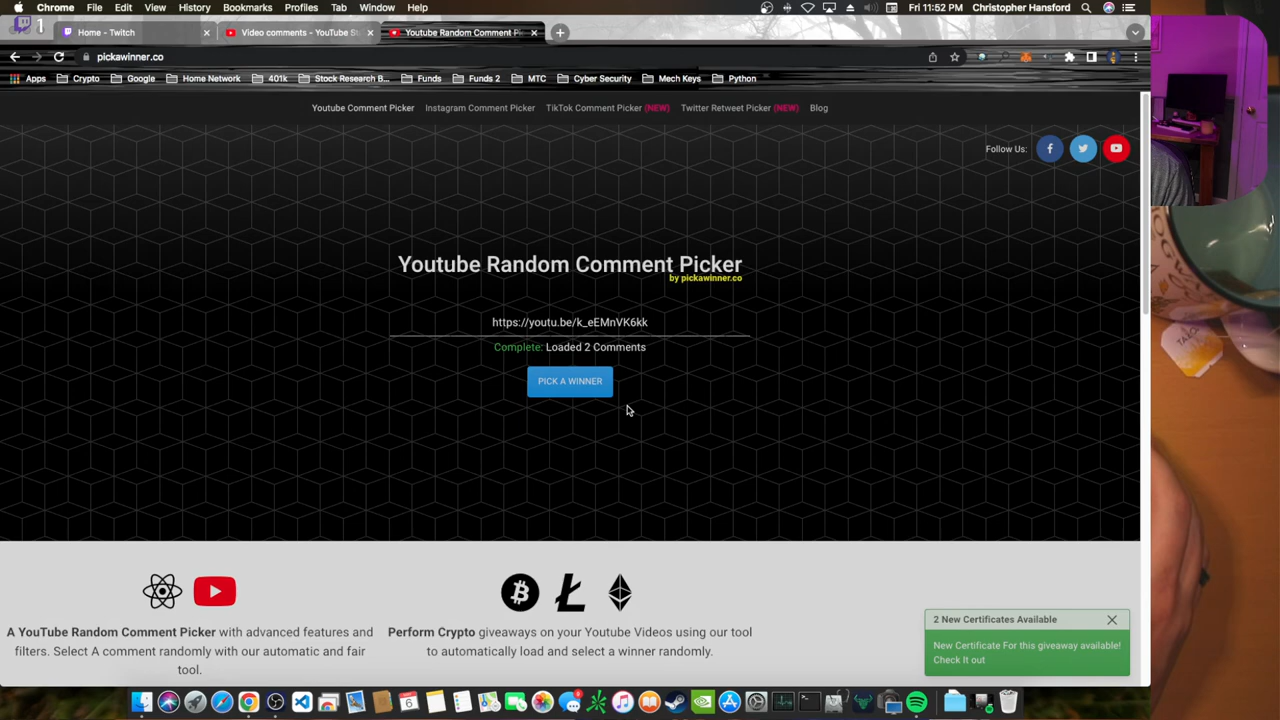 Chrome File Edit View History Bookmarks Profiles Tab Window Help Fri 11:52 PM Christopher Hansford
1 Home - Twitch Video comments - YouTube St Youtube Random Comment P
pickawinner.co
Apps Crypto Google Home Network 401k Stock Research B... Funds Funds 2 MTC Cyber Security Mech Keys Python
Youtube Comment Picker Instagram Comment Picker TikTok Comment Picker (NEW) Twitter Retweet Picker (NEW) Blog
Follow Us:
Youtube Random Comment Picker
by pickawinner.co
https://youtu.be/k_eEMnVK6kk
Complete: Loaded 2 Comments
PICK A WINNER
A YouTube Random Comment Picker with advanced features and
filters. Select A comment randomly with our automatic and fair
tool.
Perform Crypto giveaways on your Youtube Videos using our tool
to automatically load and select a winner randomly.
2 New Certificates Available
New Certificate For this giveaway available!
Check It out
6